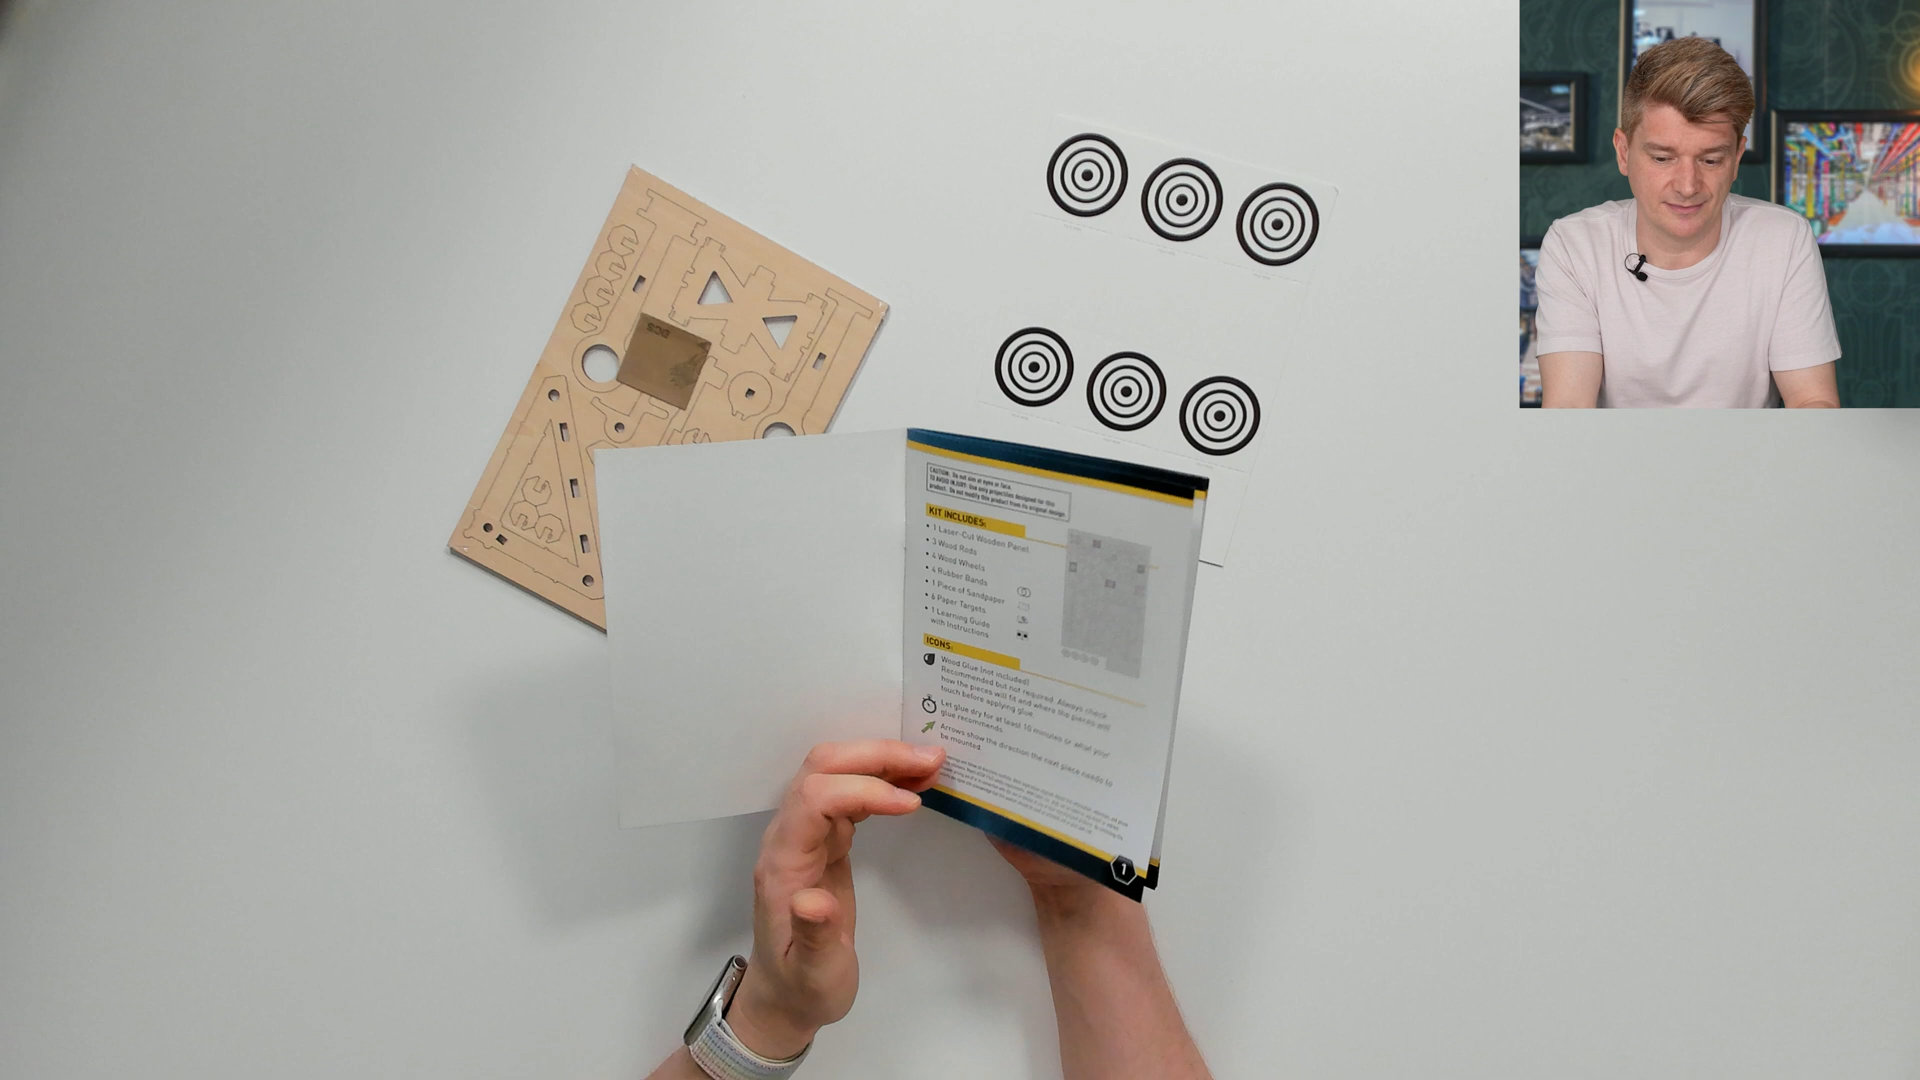 DCS
CAUTION: Do not aim at eyes or face.
TO AVOID INJURY: Use only projectiles designed for this
product. Do not modify this product from its original design.
KIT INCLUDES:
• 1 Laser-Cut Wooden Panel
• 3 Wood Rods
• 4 Wood Wheels
• 4 Rubber Bands
• 1 Piece of Sandpaper
• 6 Paper Targets
• 1 Learning Guide
with Instructions
ICONS:
Wood Glue (not included)
Recommended but not required. Always check
how the pieces will fit and where the pieces will
touch before applying glue.
Let glue dry for at least 10 minutes or what your
glue recommends.
Arrows show the direction the next piece needs to
be mounted.
1